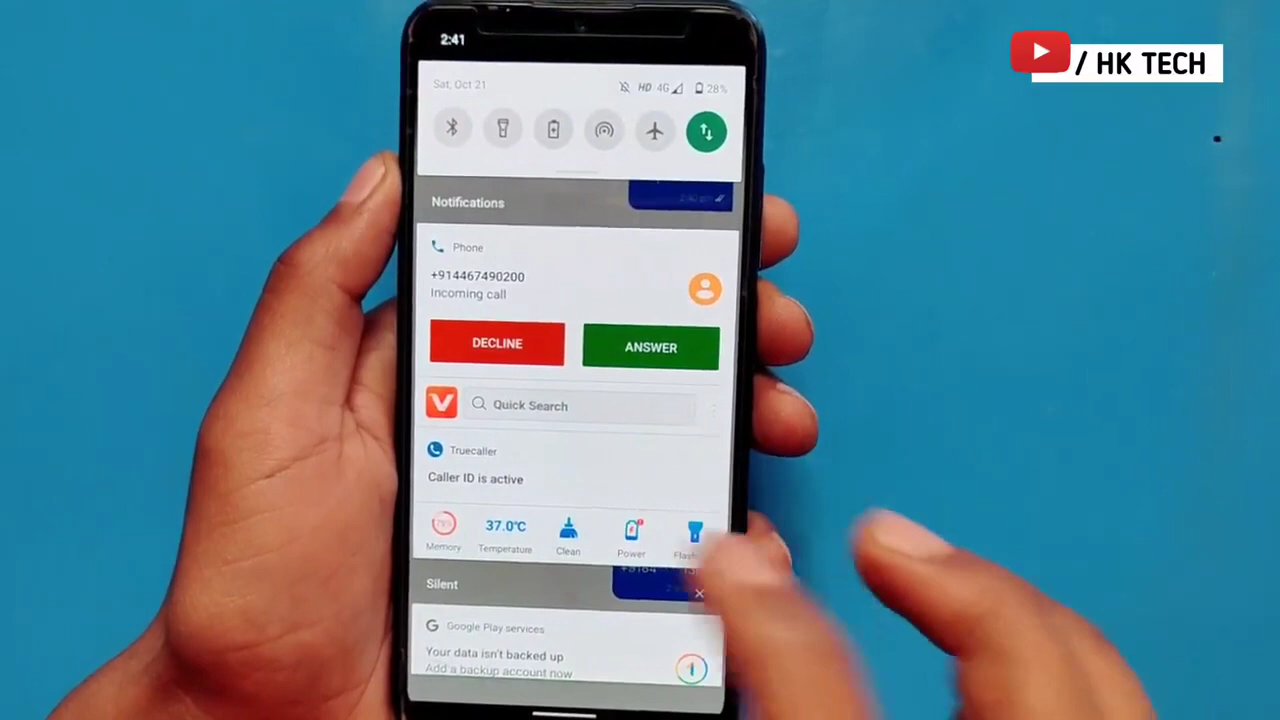 / HK TECH
2:41
Sat, Oct 21
HD 4G 28%
Notifications
Phone
+914467490200
Incoming call
DECLINE
ANSWER
Quick Search
Truecaller
Caller ID is active
37.0°C
Memory
Temperature
Clean
Power
Silent
Google Play services
Your data isn't backed up
Add a backup account now